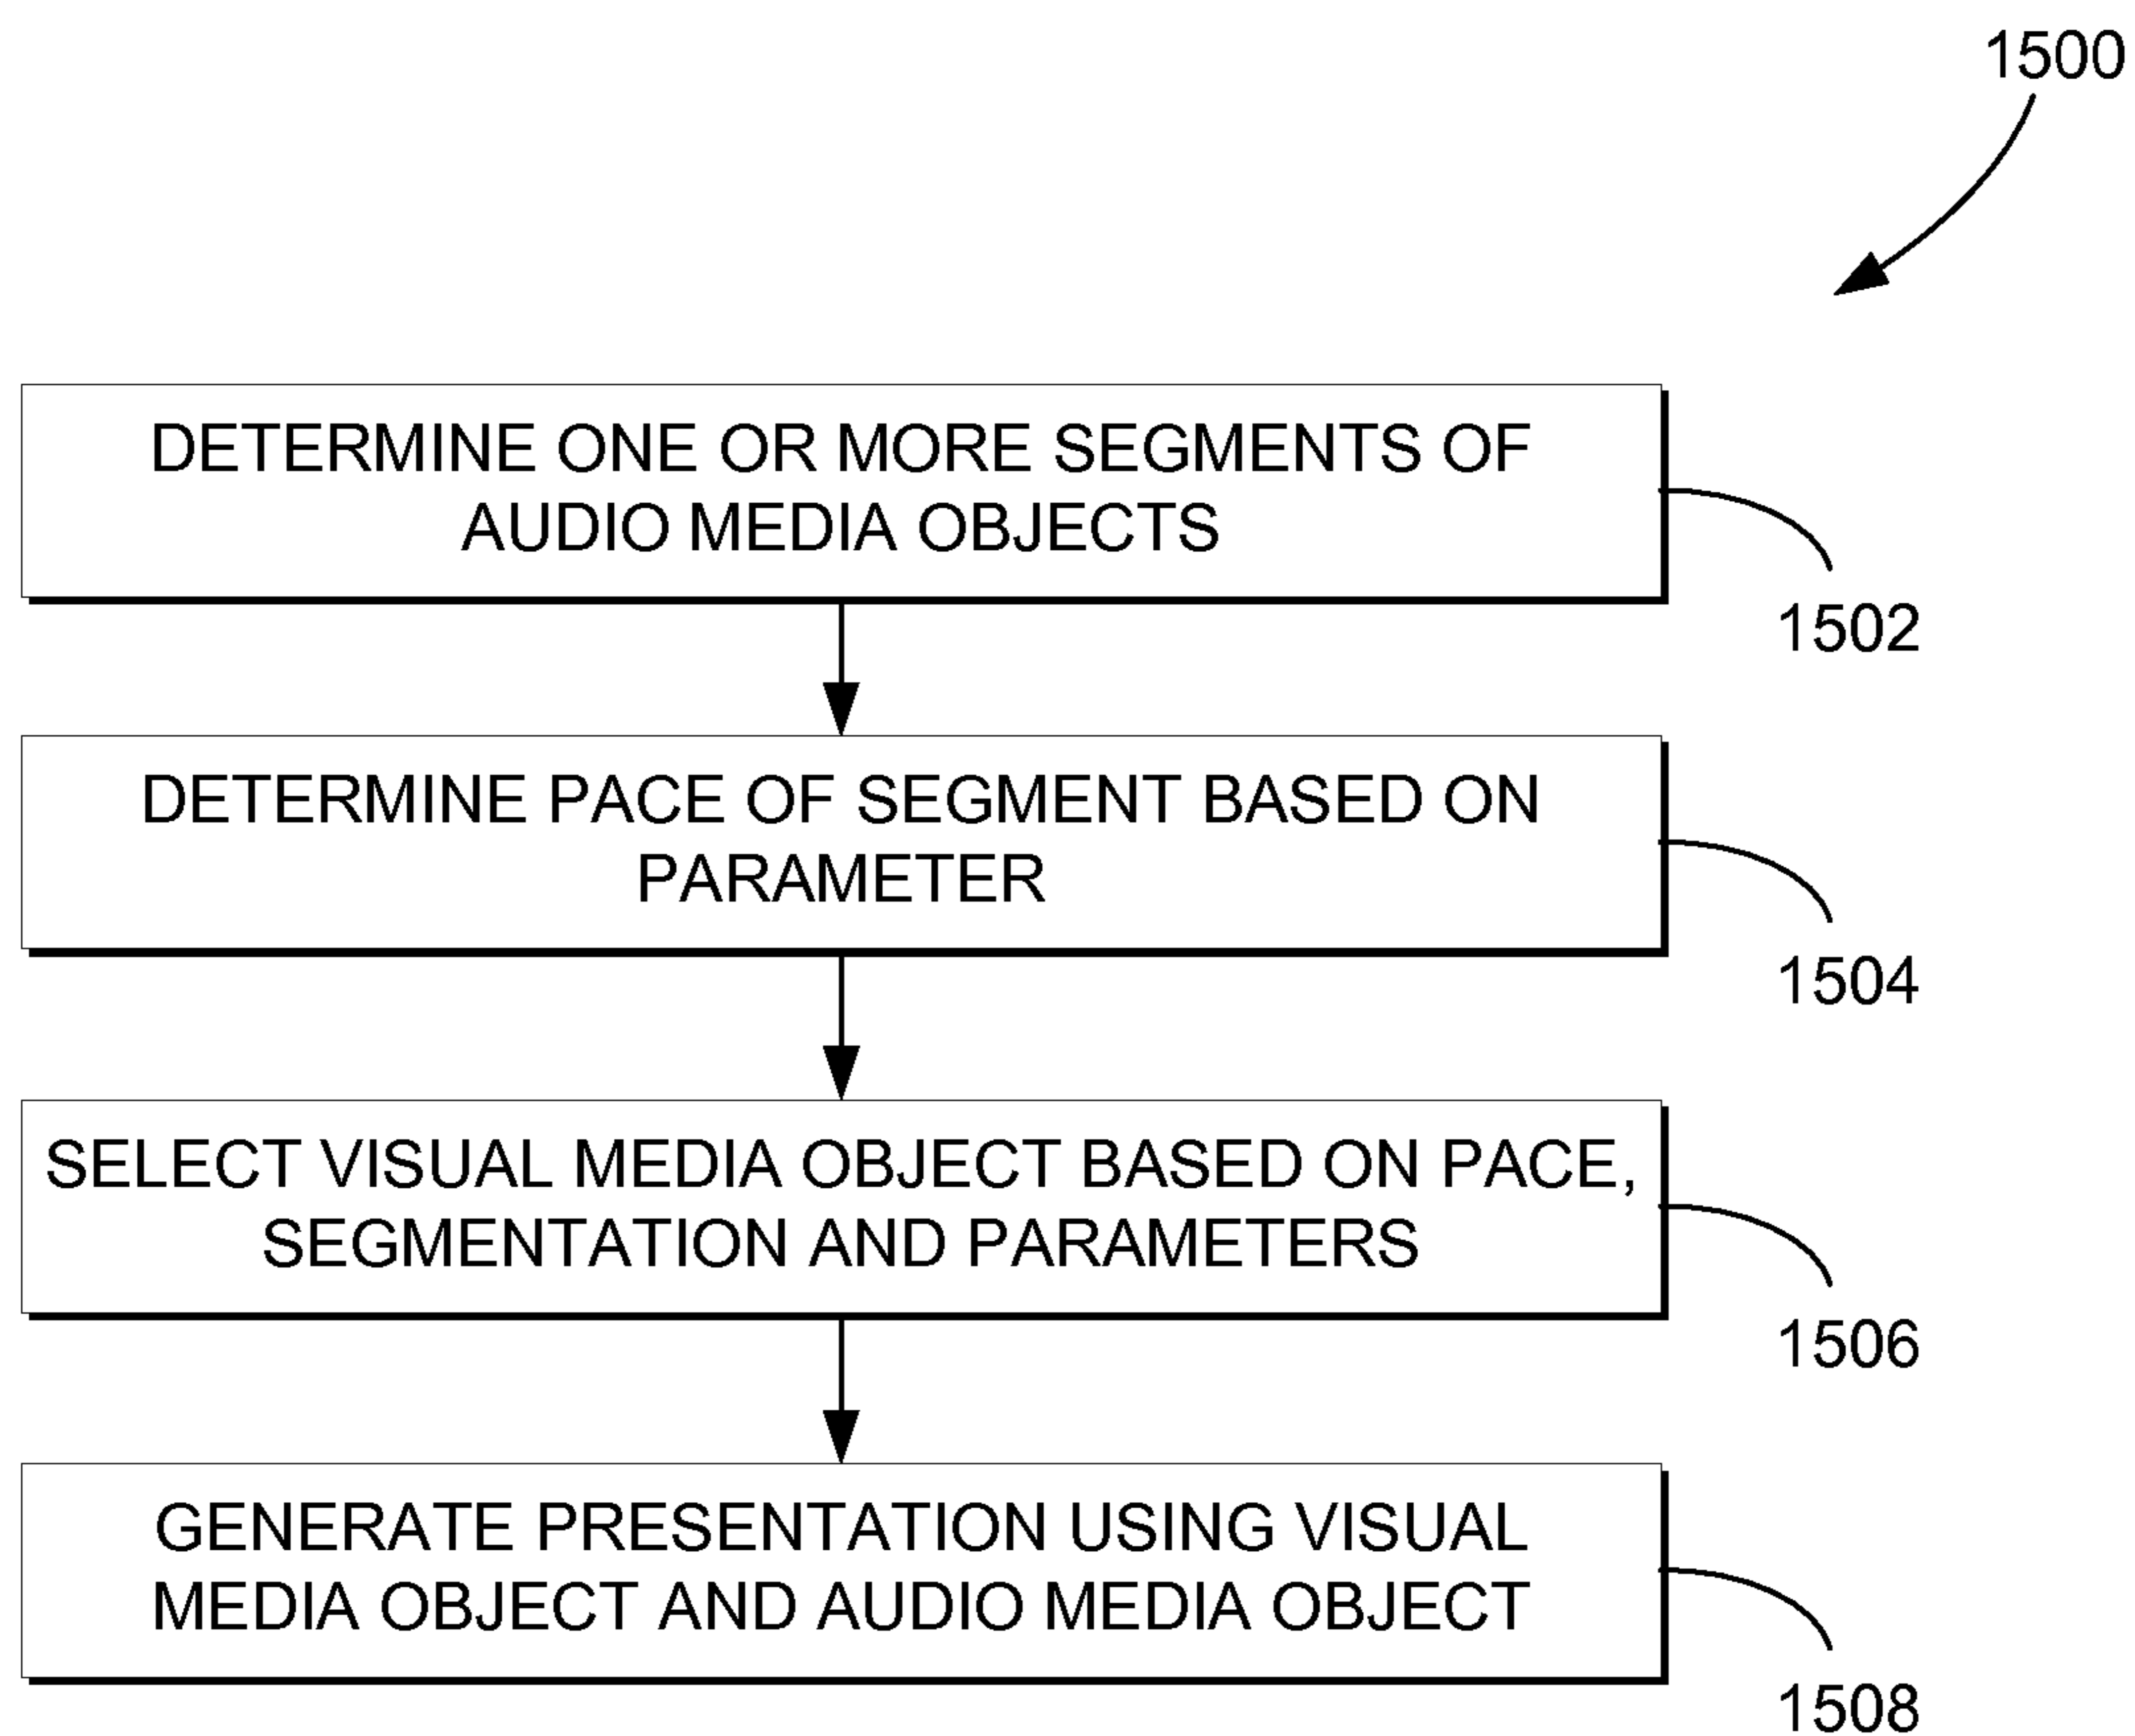 1500
DETERMINE ONE OR MORE SEGMENTS OF
AUDIO MEDIA OBJECTS
1502
DETERMINE PACE OF SEGMENT BASED ON
PARAMETER
1504
SELECT VISUAL MEDIA OBJECT BASED ON PACE,
SEGMENTATION AND PARAMETERS
1506
GENERATE PRESENTATION USING VISUAL
MEDIA OBJECT AND AUDIO MEDIA OBJECT
1508